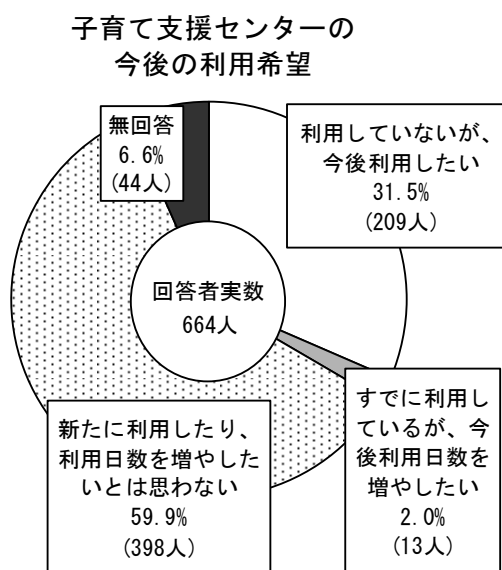 子育て支援センターの
今後の利用希望
無回答
6.6%
(44人)
利用していないが、
今後利用したい
31.5%
(209人)
回答者実数
664人
すでに利用し
ているが、今
後利用日数を
増やしたい
2.0%
(13人)
新たに利用したり、
利用日数を増やした
いとは思わない
59.9%
(398人)